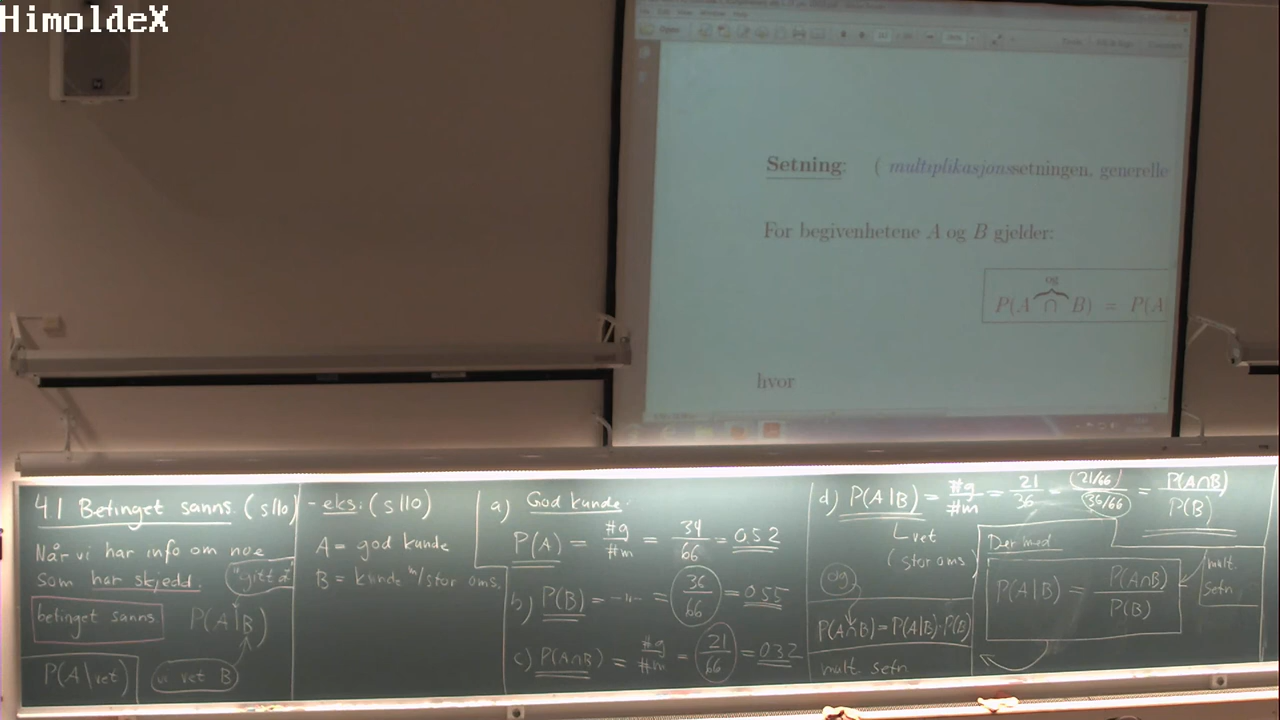 HimoldeX
Setning: ( multiplikasjonssetningen, generelle
For begivenhetene A og B gjelder:
og
P(A ∩ B) = P(A
hvor
4.1 Betinget sanns. (s110)
Når vi har info om noe
som har skjedd.
"gitt at"
betinget sanns.
P(A|B)
P(A|vet)
vi vet B
- eks: (s110)
A = god kunde
B = kunde m/stor oms.
a) God kunde:
P(A) = #g/#m = 34/66 = 0.52
b) P(B) = -"- = 36/66 = 0.55
c) P(A∩B) = #g/#m = 21/66 = 0.32
d) P(A|B) = #g/#m = 21/36 = (21/66)/(36/66) = P(A∩B)/P(B)
vet
(stor oms)
og
P(A∩B) = P(A|B)·P(B)
mult. setn
Dermed
P(A|B) = P(A∩B)/P(B)
mult.
setn